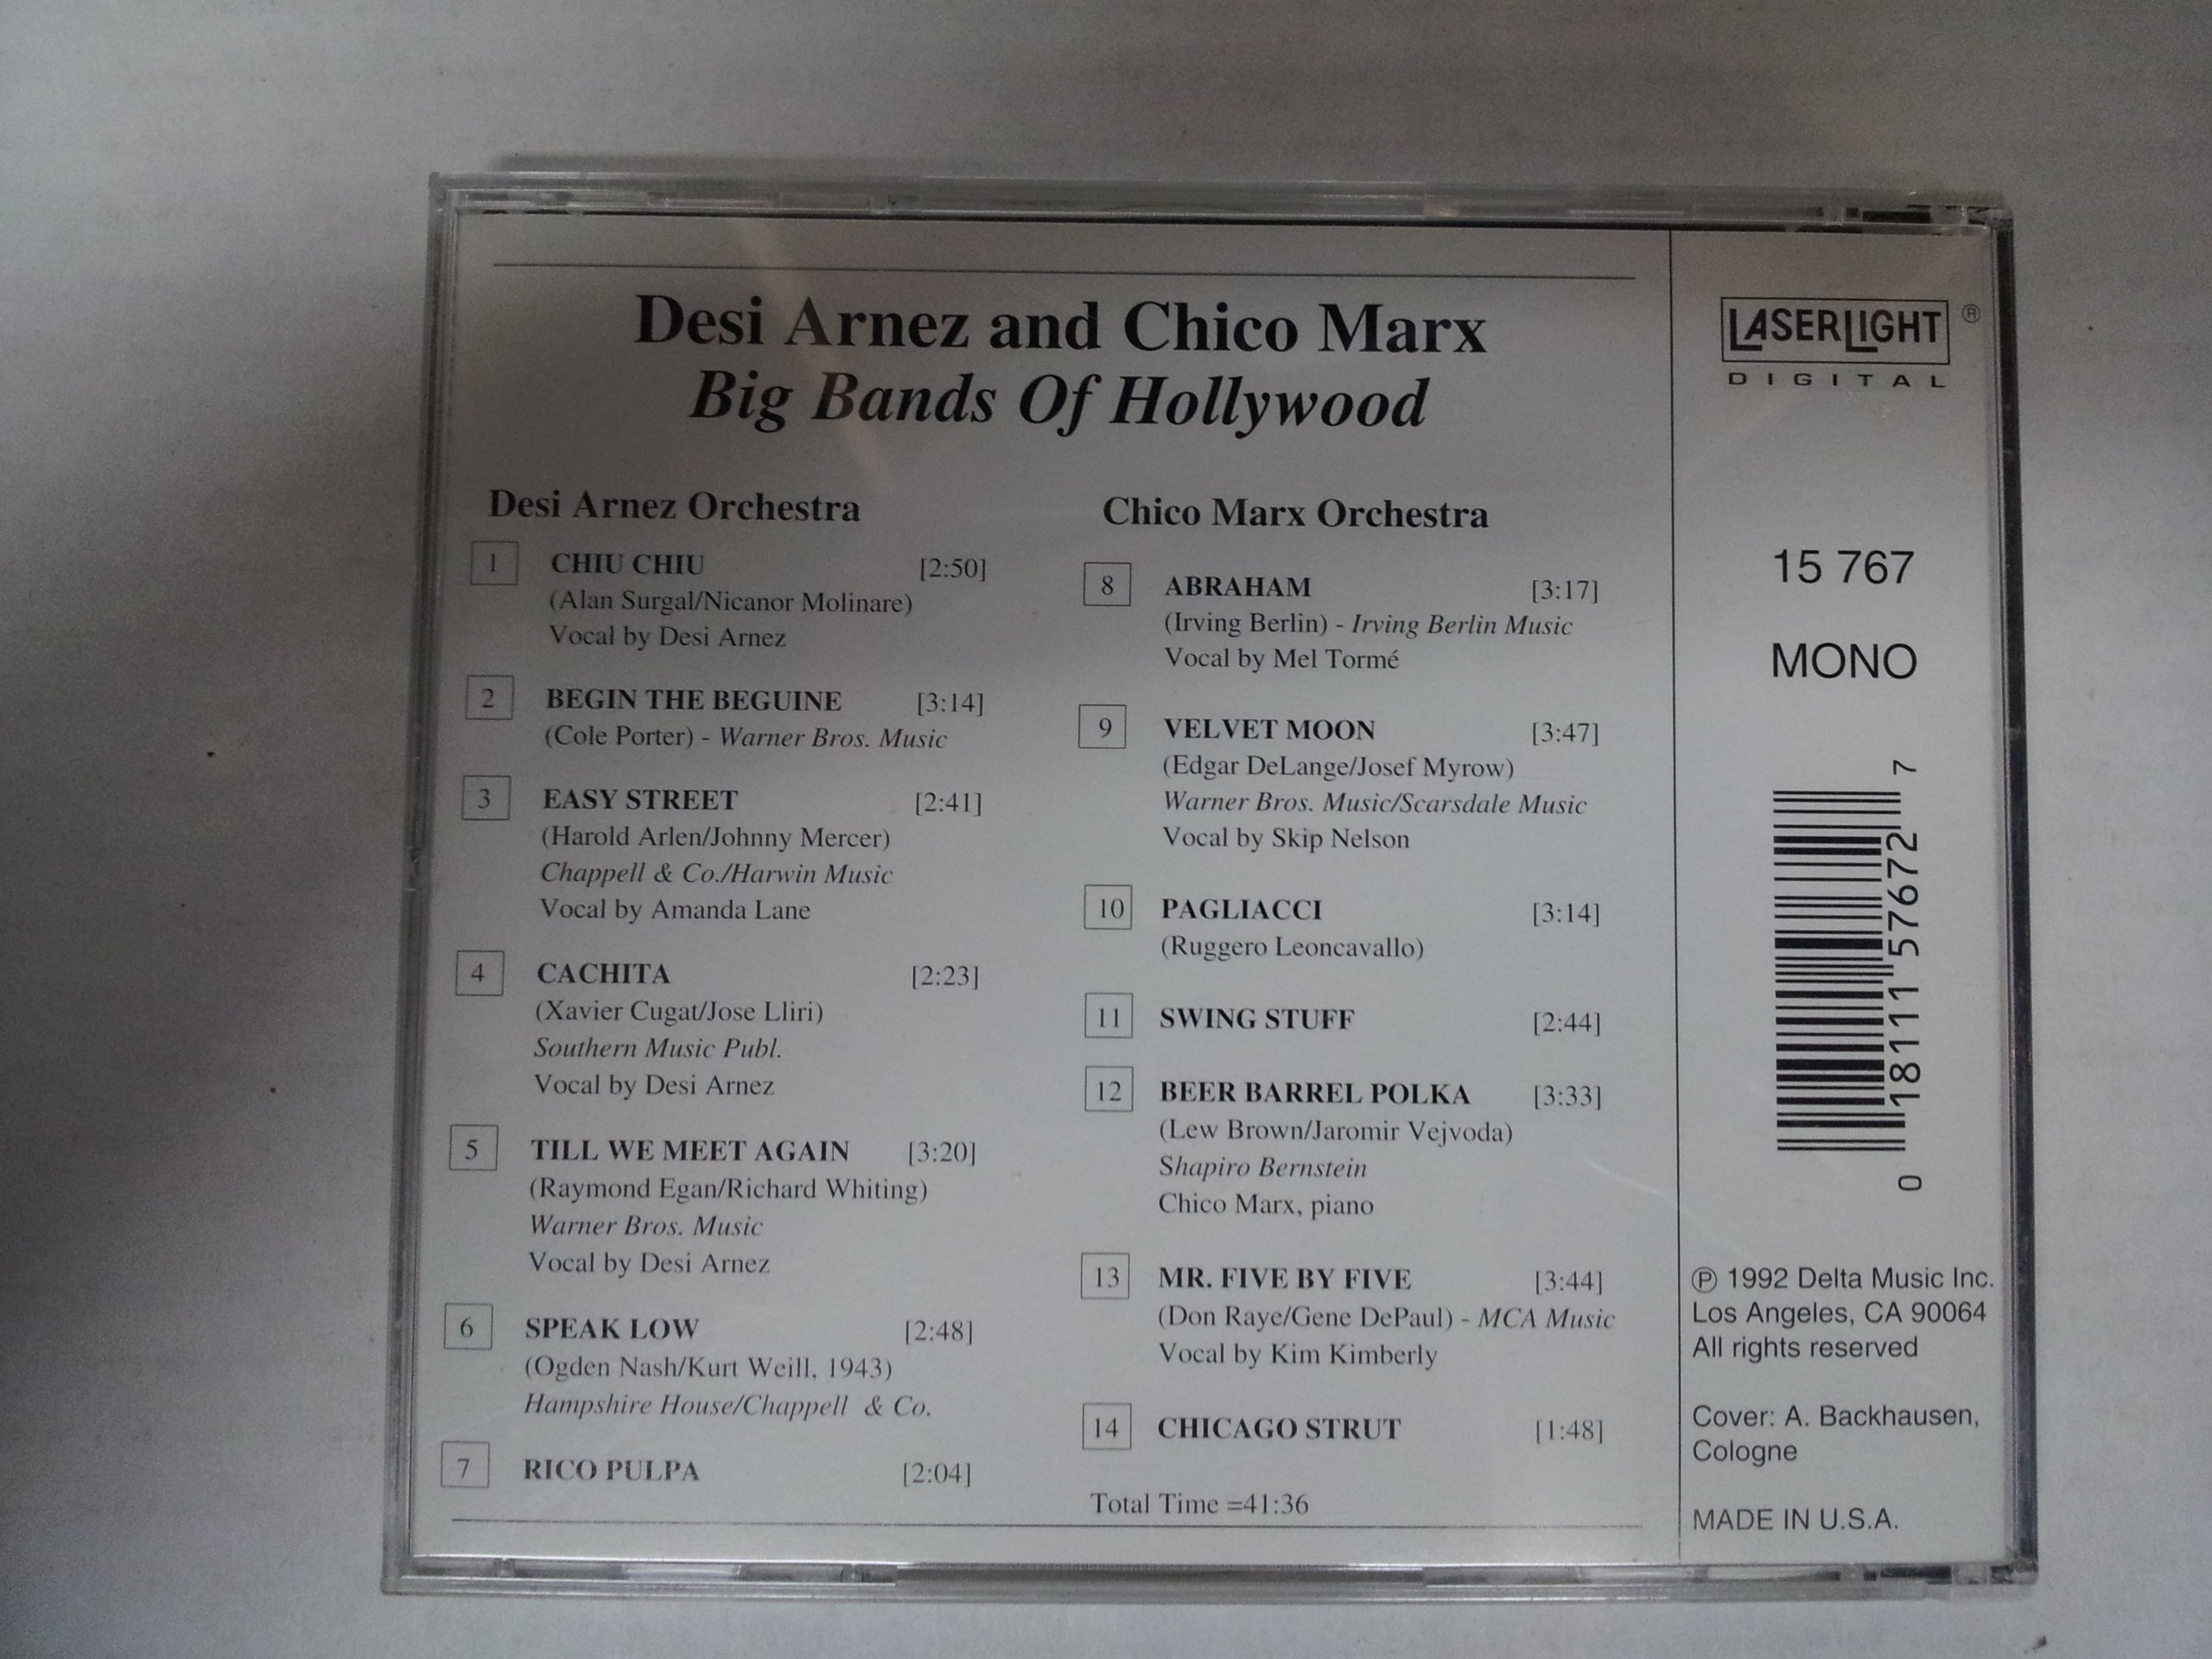 Desi Arnez and Chico Marx
Big Bands Of Hollywood
Desi Arnez Orchestra
1 CHIU CHIU [2:50]
(Alan Surgal/Nicanor Molinare)
Vocal by Desi Arnez
2 BEGIN THE BEGUINE [3:14]
(Cole Porter) - Warner Bros. Music
3 EASY STREET [2:41]
(Harold Arlen/Johnny Mercer)
Chappell & Co./Harwin Music
Vocal by Amanda Lane
4 CACHITA [2:23]
(Xavier Cugat/Jose Lliri)
Southern Music Publ.
Vocal by Desi Arnez
5 TILL WE MEET AGAIN [3:20]
(Raymond Egan/Richard Whiting)
Warner Bros. Music
Vocal by Desi Arnez
6 SPEAK LOW [2:48]
(Ogden Nash/Kurt Weill, 1943)
Hampshire House/Chappell & Co.
7 RICO PULPA [2:04]
Chico Marx Orchestra
8 ABRAHAM [3:17]
(Irving Berlin) - Irving Berlin Music
Vocal by Mel Tormé
9 VELVET MOON [3:47]
(Edgar DeLange/Josef Myrow)
Warner Bros. Music/Scarsdale Music
Vocal by Skip Nelson
10 PAGLIACCI [3:14]
(Ruggero Leoncavallo)
11 SWING STUFF [2:44]
12 BEER BARREL POLKA [3:33]
(Lew Brown/Jaromir Vejvoda)
Shapiro Bernstein
Chico Marx, piano
13 MR. FIVE BY FIVE [3:44]
(Don Raye/Gene DePaul) - MCA Music
Vocal by Kim Kimberly
14 CHICAGO STRUT [1:48]
Total Time =41:36
LASERLIGHT ®
DIGITAL
15 767
MONO
0 18111 57672 7
℗ 1992 Delta Music Inc.
Los Angeles, CA 90064
All rights reserved
Cover: A. Backhausen,
Cologne
MADE IN U.S.A.